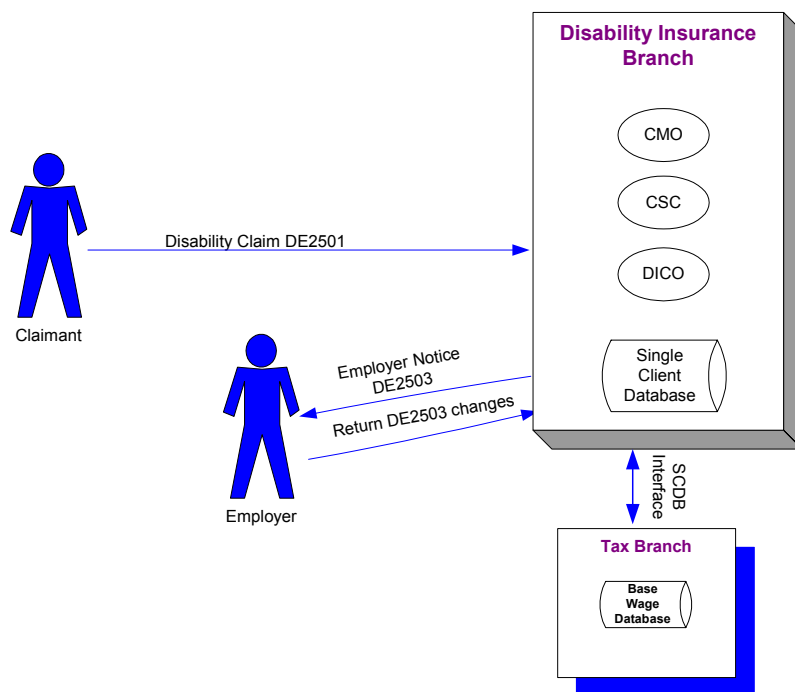 Disability Insurance
Branch
CMO
CSC
Disability Claim DE2501
DICO
Claimant
Employer Notice
DE2503
Single
Client
Database
Return DE2503 changes
Employer
SCDB
Interface
Tax Branch
Base
Wage
Database